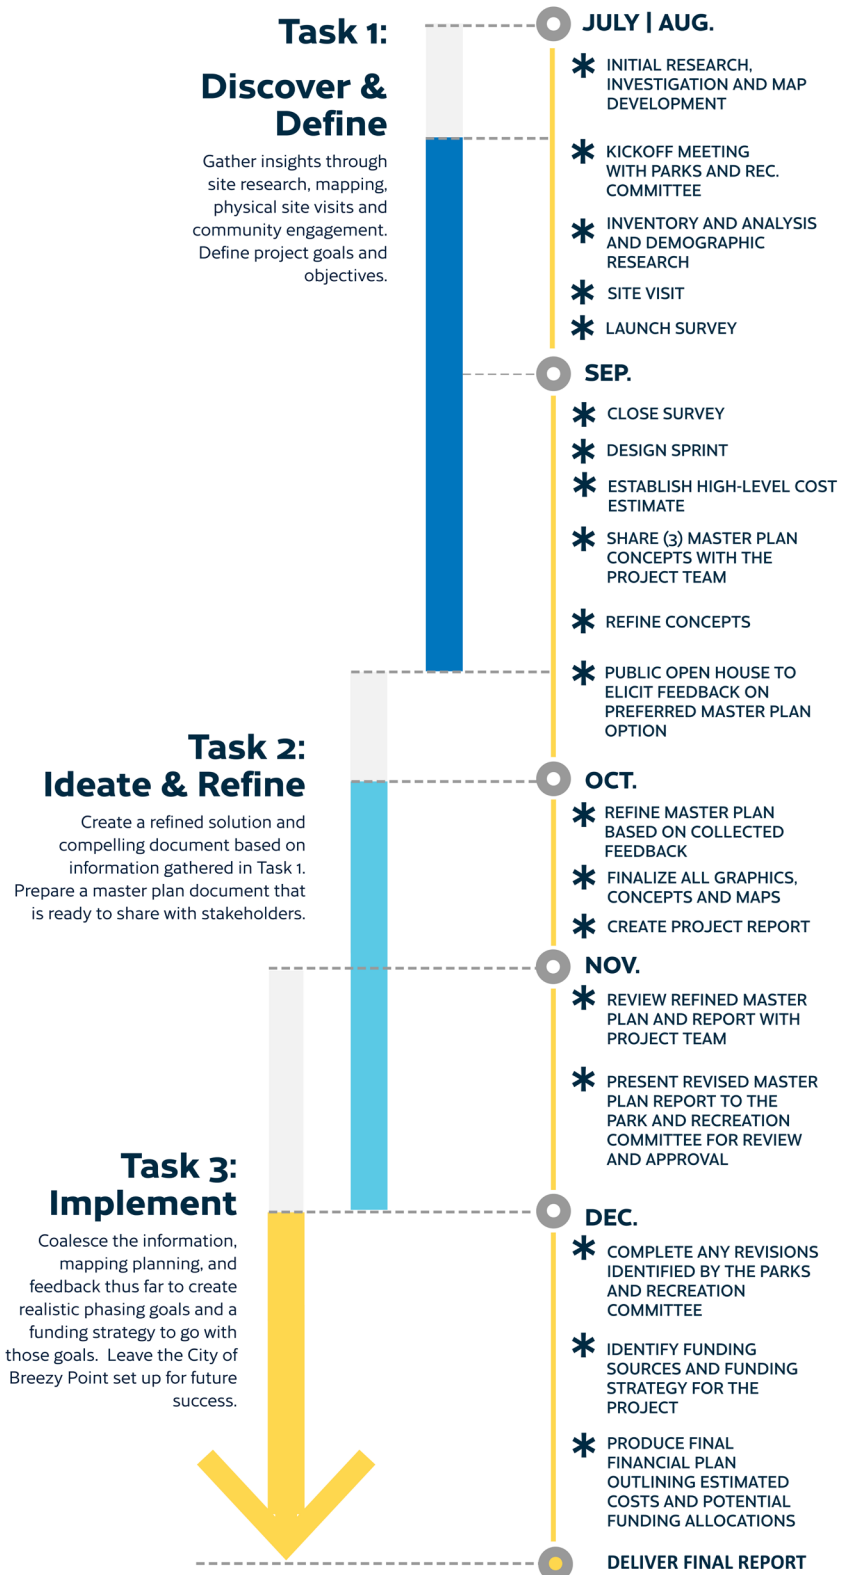 Task 1:
Discover &
Define
Gather insights through
site research, mapping,
physical site visits and
community engagement.
Define project goals and
objectives.
JULY | AUG.
INITIAL RESEARCH,
INVESTIGATION AND MAP
DEVELOPMENT
KICKOFF MEETING
WITH PARKS AND REC.
COMMITTEE
INVENTORY AND ANALYSIS
AND DEMOGRAPHIC
RESEARCH
SITE VISIT
LAUNCH SURVEY
SEP.
CLOSE SURVEY
DESIGN SPRINT
ESTABLISH HIGH-LEVEL COST
ESTIMATE
SHARE (3) MASTER PLAN
CONCEPTS WITH THE
PROJECT TEAM
REFINE CONCEPTS
PUBLIC OPEN HOUSE TO
ELICIT FEEDBACK ON
PREFERRED MASTER PLAN
OPTION
Task 2:
Ideate & Refine
Create a refined solution and
compelling document based on
information gathered in Task 1.
Prepare a master plan document that
is ready to share with stakeholders.
OCT.
REFINE MASTER PLAN
BASED ON COLLECTED
FEEDBACK
FINALIZE ALL GRAPHICS,
CONCEPTS AND MAPS
CREATE PROJECT REPORT
NOV.
REVIEW REFINED MASTER
PLAN AND REPORT WITH
PROJECT TEAM
PRESENT REVISED MASTER
PLAN REPORT TO THE
PARK AND RECREATION
COMMITTEE FOR REVIEW
AND APPROVAL
Task 3:
Implement
Coalesce the information,
mapping planning, and
feedback thus far to create
realistic phasing goals and a
funding strategy to go with
those goals.  Leave the City of
Breezy Point set up for future
success.
DEC.
COMPLETE ANY REVISIONS
IDENTIFIED BY THE PARKS
AND RECREATION
COMMITTEE
IDENTIFY FUNDING
SOURCES AND FUNDING
STRATEGY FOR THE
PROJECT
PRODUCE FINAL
FINANCIAL PLAN
OUTLINING ESTIMATED
COSTS AND POTENTIAL
FUNDING ALLOCATIONS
DELIVER FINAL REPORT